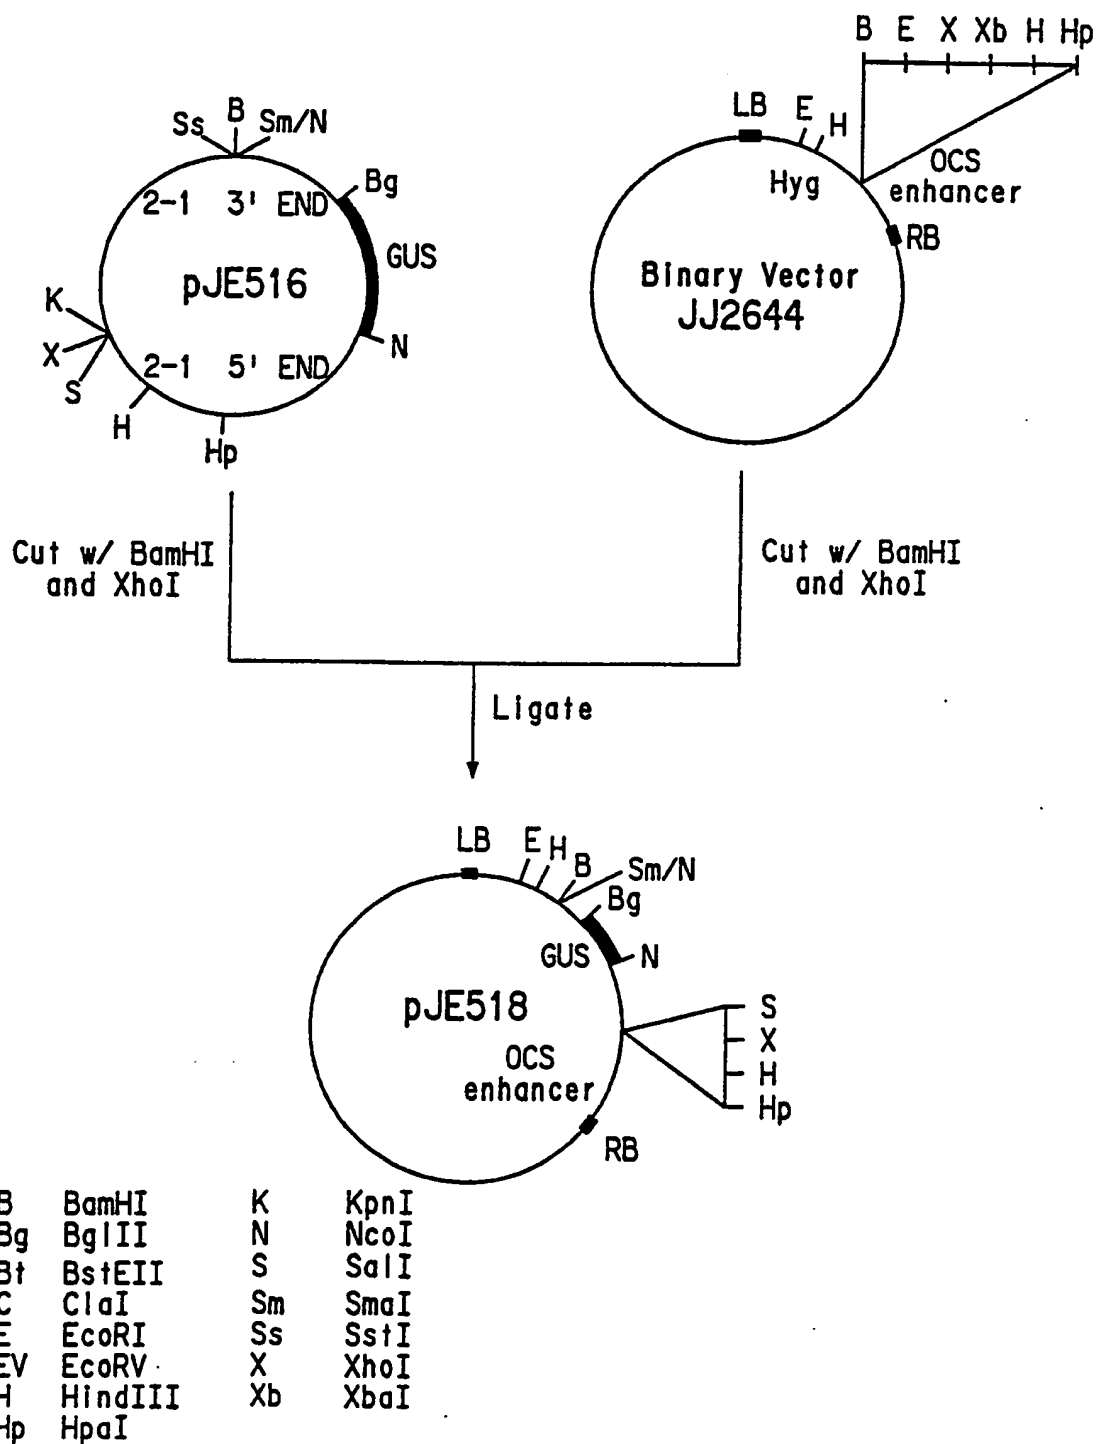 B E X Xb H Hp
LB E H
Ss B Sm/N
Hyg
OCS
enhancer
RB
Bg
2-1 3' END
GUS
pJE516
Binary Vector
JJ2644
K
X
S
N
2-1 5' END
H
Hp
Cut w/ BamHI
and XhoI
Cut w/ BamHI
and XhoI
Ligate
LB E H B Sm/N
Bg
GUS N
pJE518
S
X
H
Hp
OCS
enhancer
RB
B BamHI K KpnI
Bg BglII N NcoI
Bt BstEII S SalI
C ClaI Sm SmaI
E EcoRI Ss SstI
EV EcoRV X XhoI
H HindIII Xb XbaI
Hp HpaI